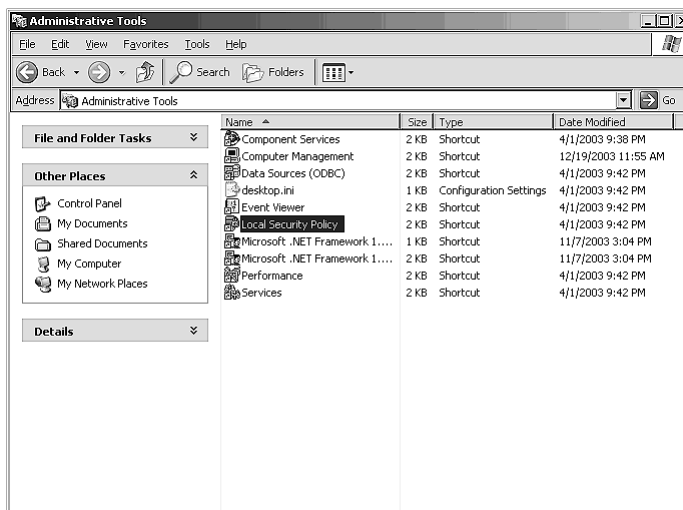 Administrative Tools
File Edit View Favorites Tools Help
Back Search Folders
Address Administrative Tools Go
File and Folder Tasks
Other Places
Control Panel
My Documents
Shared Documents
My Computer
My Network Places
Details
Name Size Type Date Modified
Component Services 2 KB Shortcut 4/1/2003 9:38 PM
Computer Management 2 KB Shortcut 12/19/2003 11:55 AM
Data Sources (ODBC) 2 KB Shortcut 4/1/2003 9:42 PM
desktop.ini 1 KB Configuration Settings 4/1/2003 9:42 PM
Event Viewer 2 KB Shortcut 4/1/2003 9:42 PM
Local Security Policy 2 KB Shortcut 4/1/2003 9:42 PM
Microsoft .NET Framework 1.... 1 KB Shortcut 11/7/2003 3:04 PM
Microsoft .NET Framework 1.... 2 KB Shortcut 11/7/2003 3:04 PM
Performance 2 KB Shortcut 4/1/2003 9:42 PM
Services 2 KB Shortcut 4/1/2003 9:42 PM